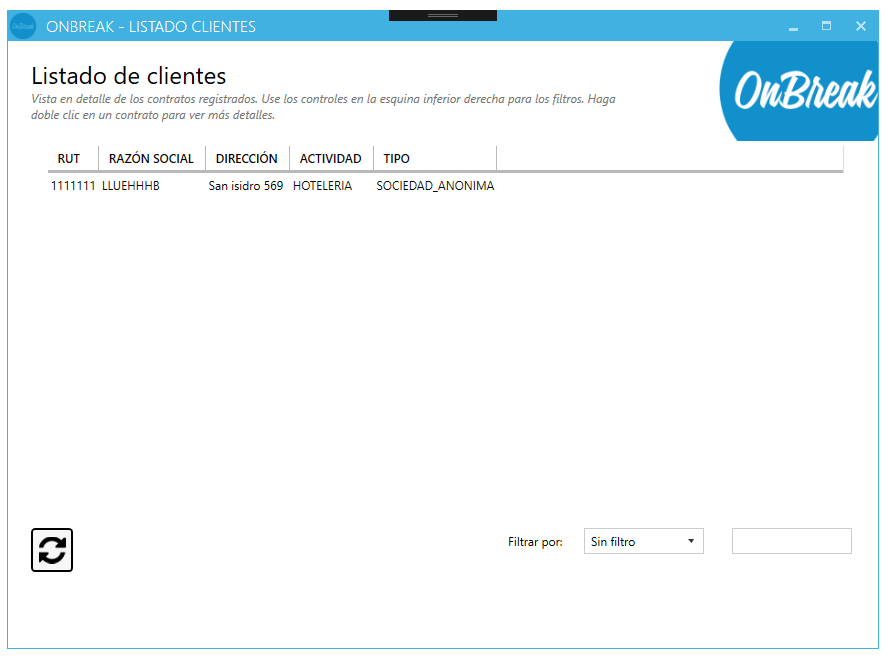 ONBREAK - LISTADO CLIENTES
Listado de clientes
Vista en detalle de los contratos registrados. Use los controles en la esquina inferior derecha para los filtros. Haga
doble clic en un contrato para ver más detalles.
OnBreak
RUT RAZÓN SOCIAL DIRECCIÓN ACTIVIDAD TIPO
1111111 LLUEHHHB San isidro 569 HOTELERIA SOCIEDAD_ANONIMA
Filtrar por: Sin filtro